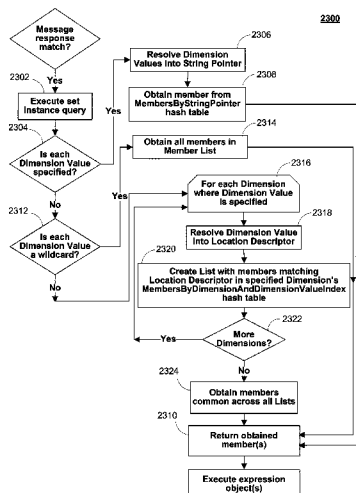 2300
Message
response
match?
Yes
2302
Execute set
Instance query
2304
Is each
Dimension Value
specified?
Yes
No
2312
Is each
Dimension Value
a wildcard?
Yes
No
2306
Resolve Dimension
Values Into String Pointer
2308
Obtain member from
MembersByStringPointer
hash table
2314
Obtain all members in
Member List
2316
For each Dimension
where Dimension Value
is specified
2318
Resolve Dimension Value
Into Location Descriptor
2320
Create List with members matching
Location Descriptor in specified Dimension's
MembersByDimensionAndDimensionValueIndex
hash table
2322
More
Dimensions?
Yes
No
2324
Obtain members
common across all Lists
2310
Return obtained
member(s)
Execute expression
object(s)